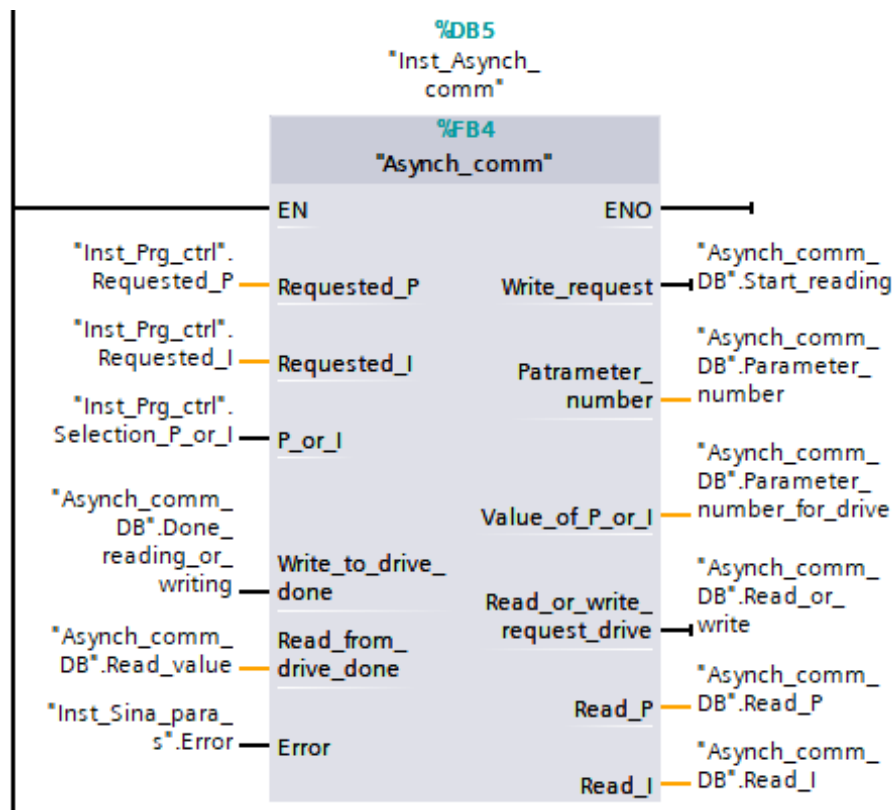 %DB5
"Inst_Asynch_
comm"
%FB4
"Asynch_comm"
EN
ENO
"Inst_Prg_ctrl".
Requested_P
Requested_P
Write_request
"Asynch_comm_
DB".Start_reading
"Inst_Prg_ctrl".
Requested_I
Requested_I
Patrameter_
number
"Asynch_comm_
DB".Parameter_
number
"Inst_Prg_ctrl".
Selection_P_or_I
P_or_I
"Asynch_comm_
DB".Done_
reading_or_
writing
Write_to_drive_
done
Value_of_P_or_I
"Asynch_comm_
DB".Parameter_
number_for_drive
"Asynch_comm_
DB".Read_value
Read_from_
drive_done
Read_or_write_
request_drive
"Asynch_comm_
DB".Read_or_
write
"Inst_Sina_para_
s".Error
Error
Read_P
"Asynch_comm_
DB".Read_P
Read_I
"Asynch_comm_
DB".Read_I